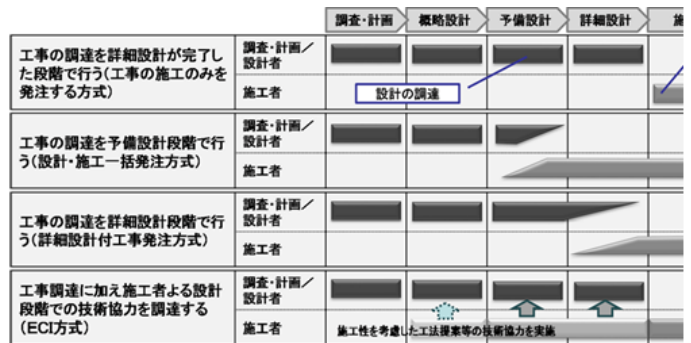 調査・計画 概略設計 予備設計 詳細設計 施
工事の調達を詳細設計が完了し
た段階で行う(工事の施工のみを
発注する方式)
調査・計画／
設計者
施工者
設計の調達
工事の調達を予備設計段階で行
う(設計・施工一括発注方式)
調査・計画／
設計者
施工者
工事の調達を詳細設計段階で行
う(詳細設計付工事発注方式)
調査・計画／
設計者
施工者
工事調達に加え施工者よる設計
段階での技術協力を調達する
(ECI方式)
調査・計画／
設計者
施工者
施工性を考慮した工法提案等の技術協力を実施